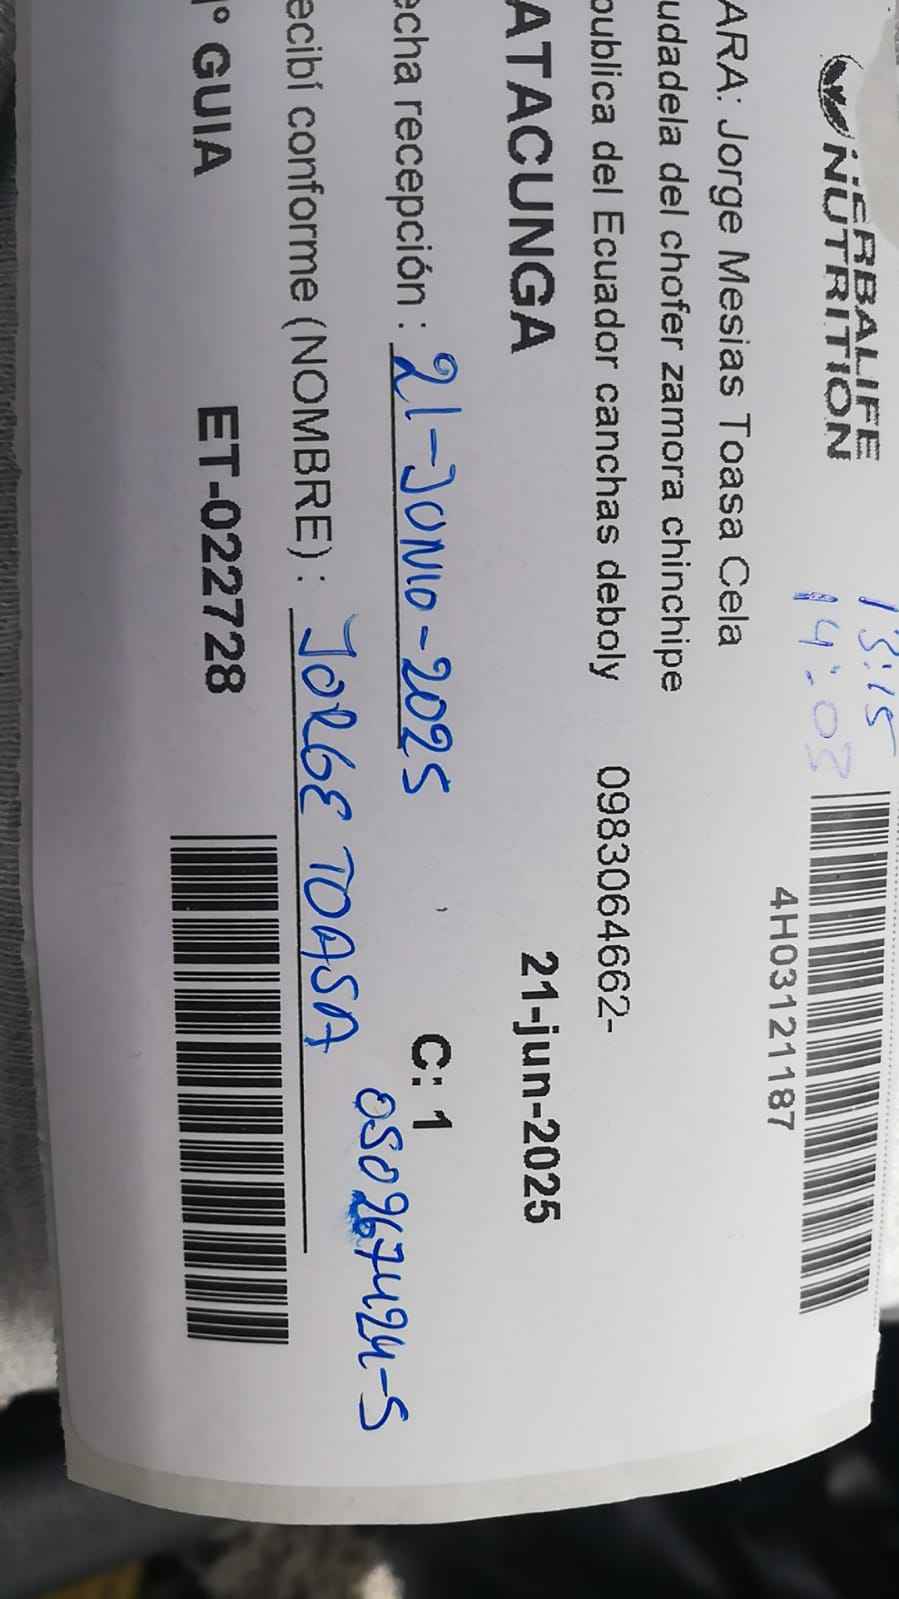 HERBALIFE
NUTRITION
13:15
14:03
4H03121187
ARA: Jorge Mesias Toasa Cela
udadela del chofer zamora chinchipe
publica del Ecuador canchas deboly 0983064662-
ATACUNGA 21-jun-2025
echa recepción : 21-JUNIO-2025 C: 1
ecibí conforme (NOMBRE) : JORGE TOASA 050267424-5
Nº GUIA ET-022728